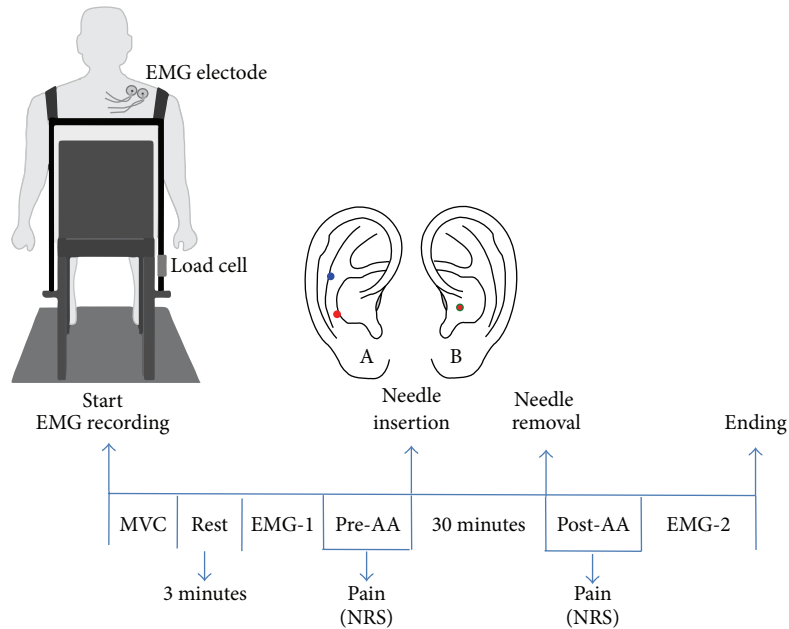 EMG electode
Load cell
A
B
Start
EMG recording
Needle
insertion
Needle
removal
Ending
MVC
Rest
EMG-1
Pre-AA
30 minutes
Post-AA
EMG-2
3 minutes
Pain
(NRS)
Pain
(NRS)